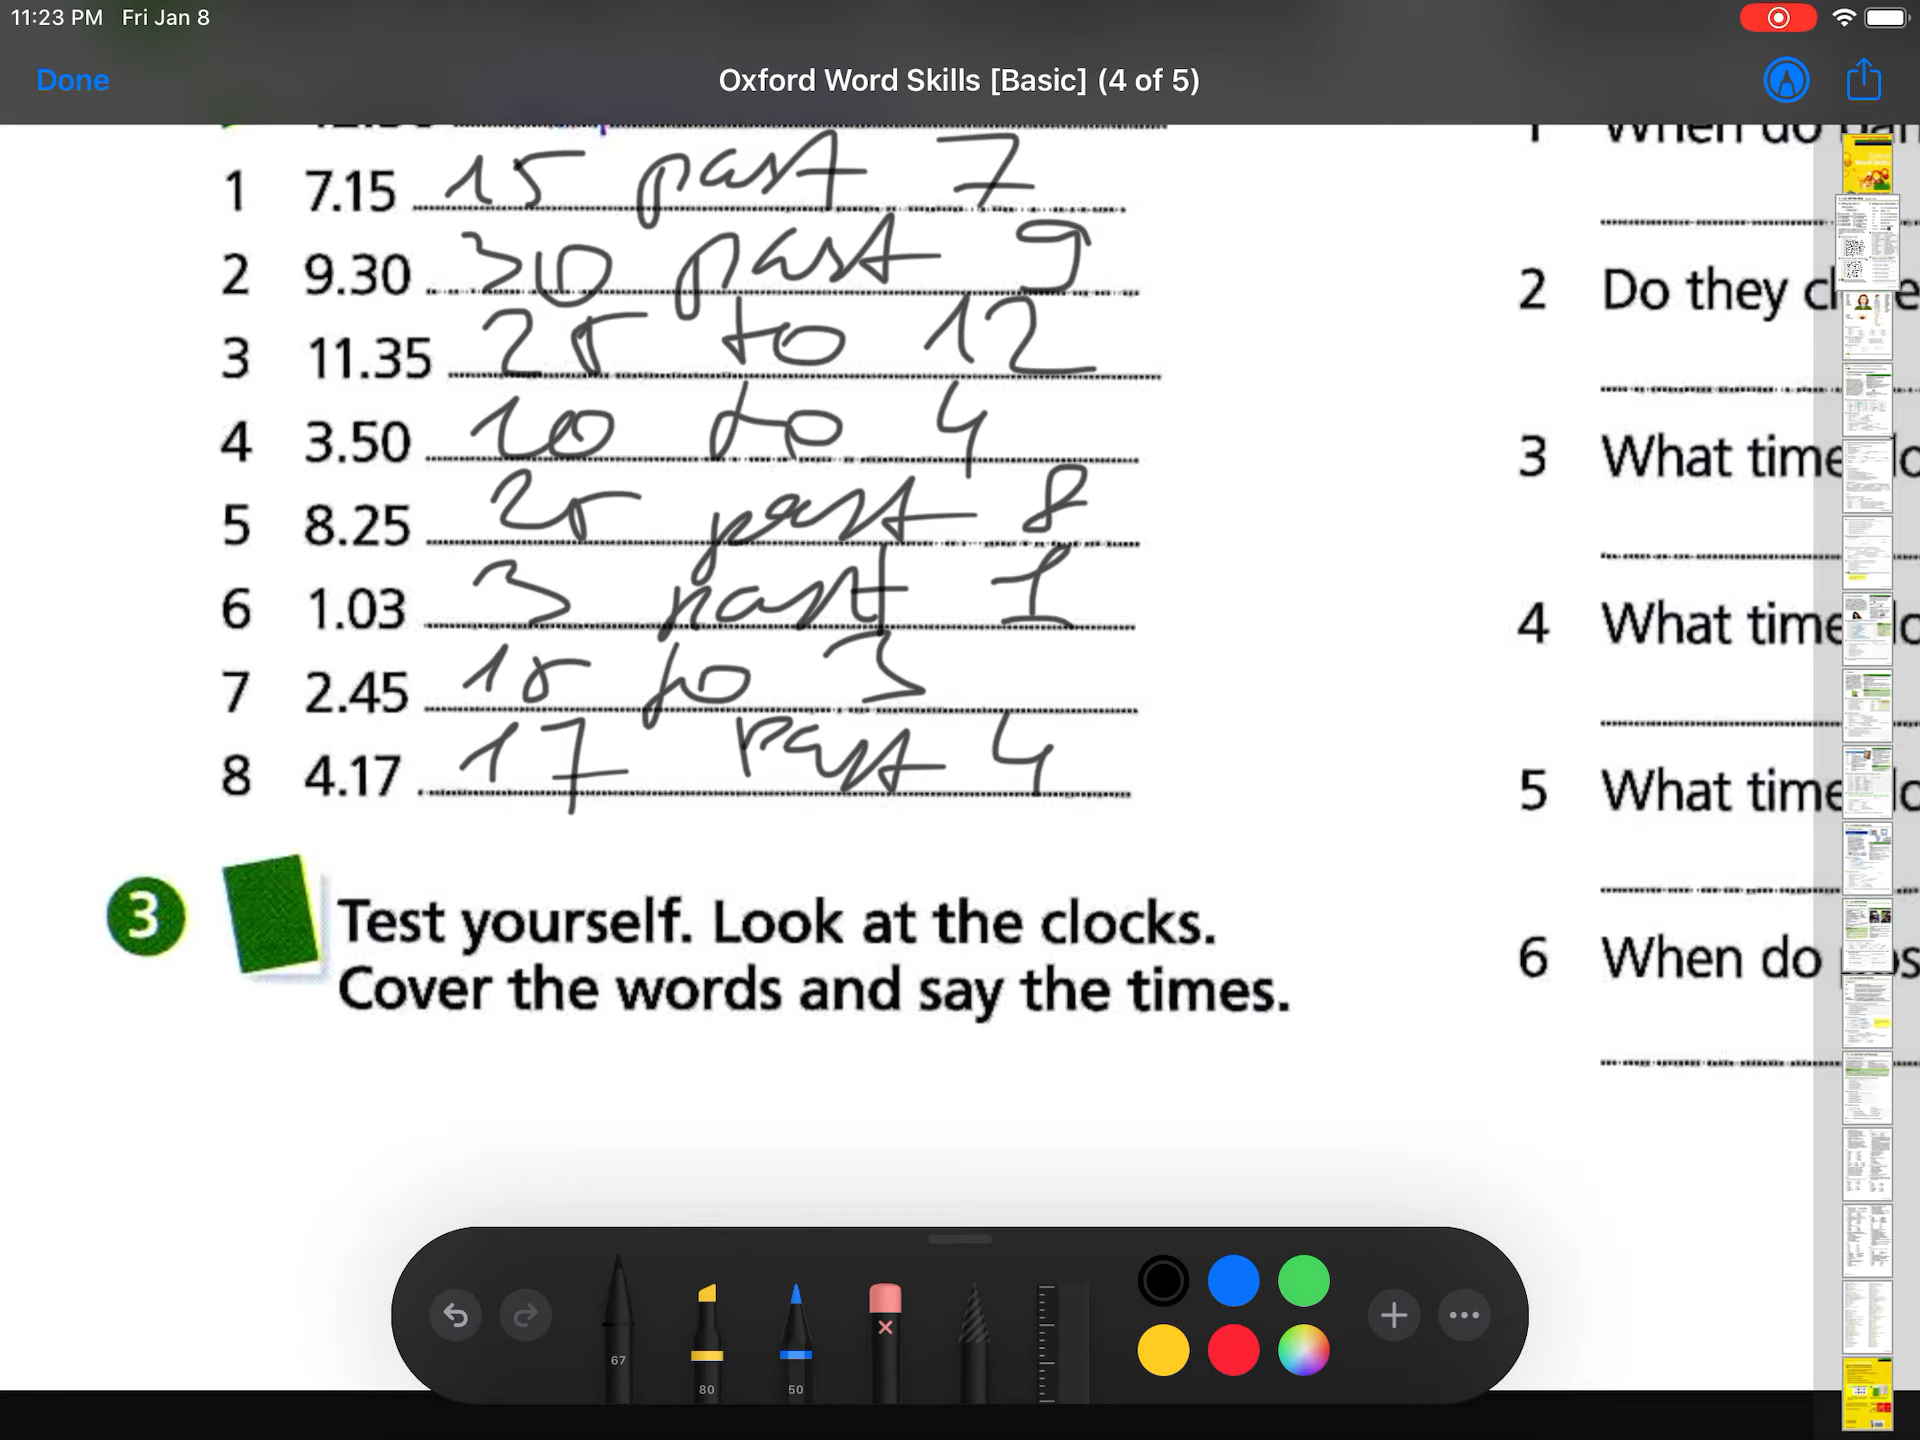 11:23 PM Fri Jan 8
Done
Oxford Word Skills [Basic] (4 of 5)
1 7.15 15 past 7
2 9.30 30 past 9
3 11.35 25 to 12
4 3.50 10 to 4
5 8.25 25 past 8
6 1.03 3 past 1
7 2.45 15 to 3
8 4.17 17 past 4
3 Test yourself. Look at the clocks.
Cover the words and say the times.
1 When do
2 Do they
3 What time
4 What time
5 What time
6 When do
67
80
50